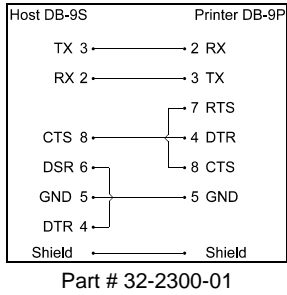 Host DB-9S Printer DB-9P
TX 3 2 RX
RX 2 3 TX
7 RTS
CTS 8 4 DTR
DSR 6 8 CTS
GND 5 5 GND
DTR 4
Shield Shield
Part # 32-2300-01